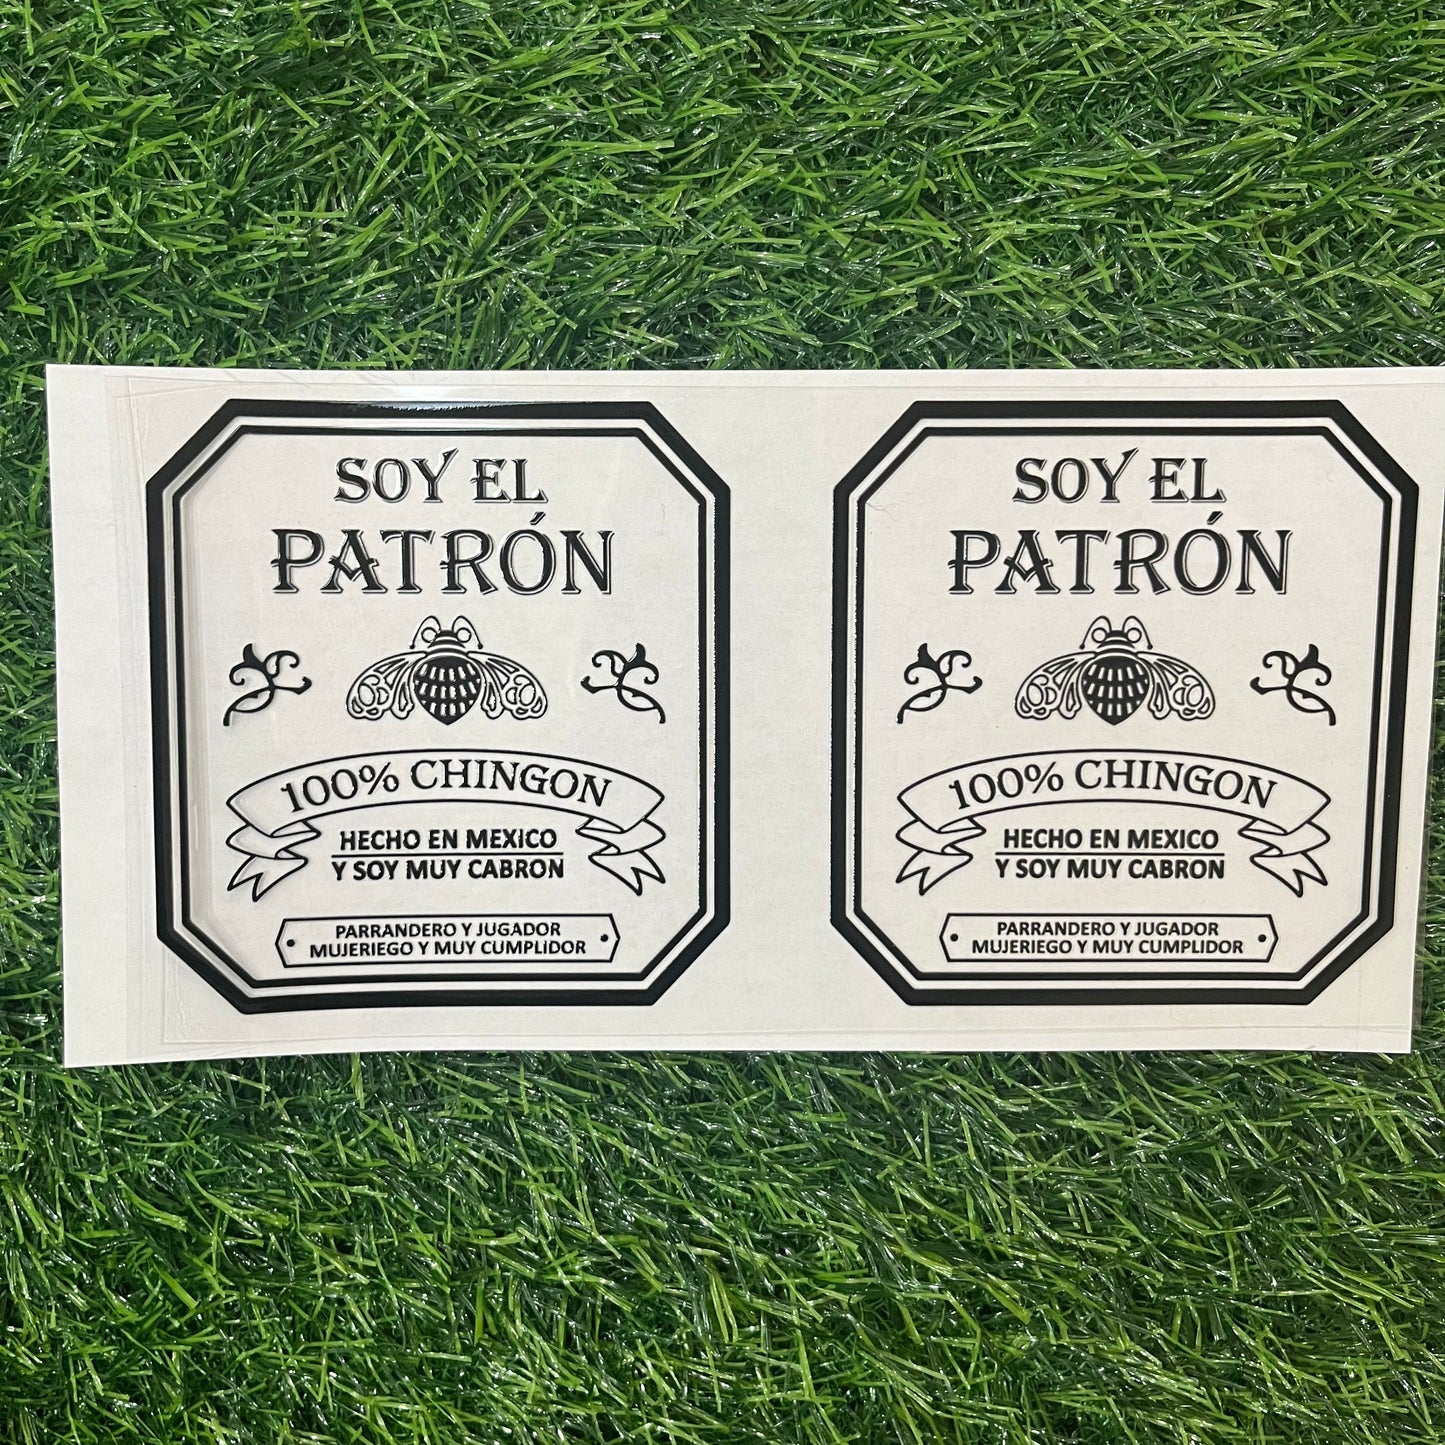 SOY EL
PATRÓN
100% CHINGON
HECHO EN MEXICO
Y SOY MUY CABRON
PARRANDERO Y JUGADOR
MUJERIEGO Y MUY CUMPLIDOR
SOY EL
PATRÓN
100% CHINGON
HECHO EN MEXICO
Y SOY MUY CABRON
PARRANDERO Y JUGADOR
MUJERIEGO Y MUY CUMPLIDOR